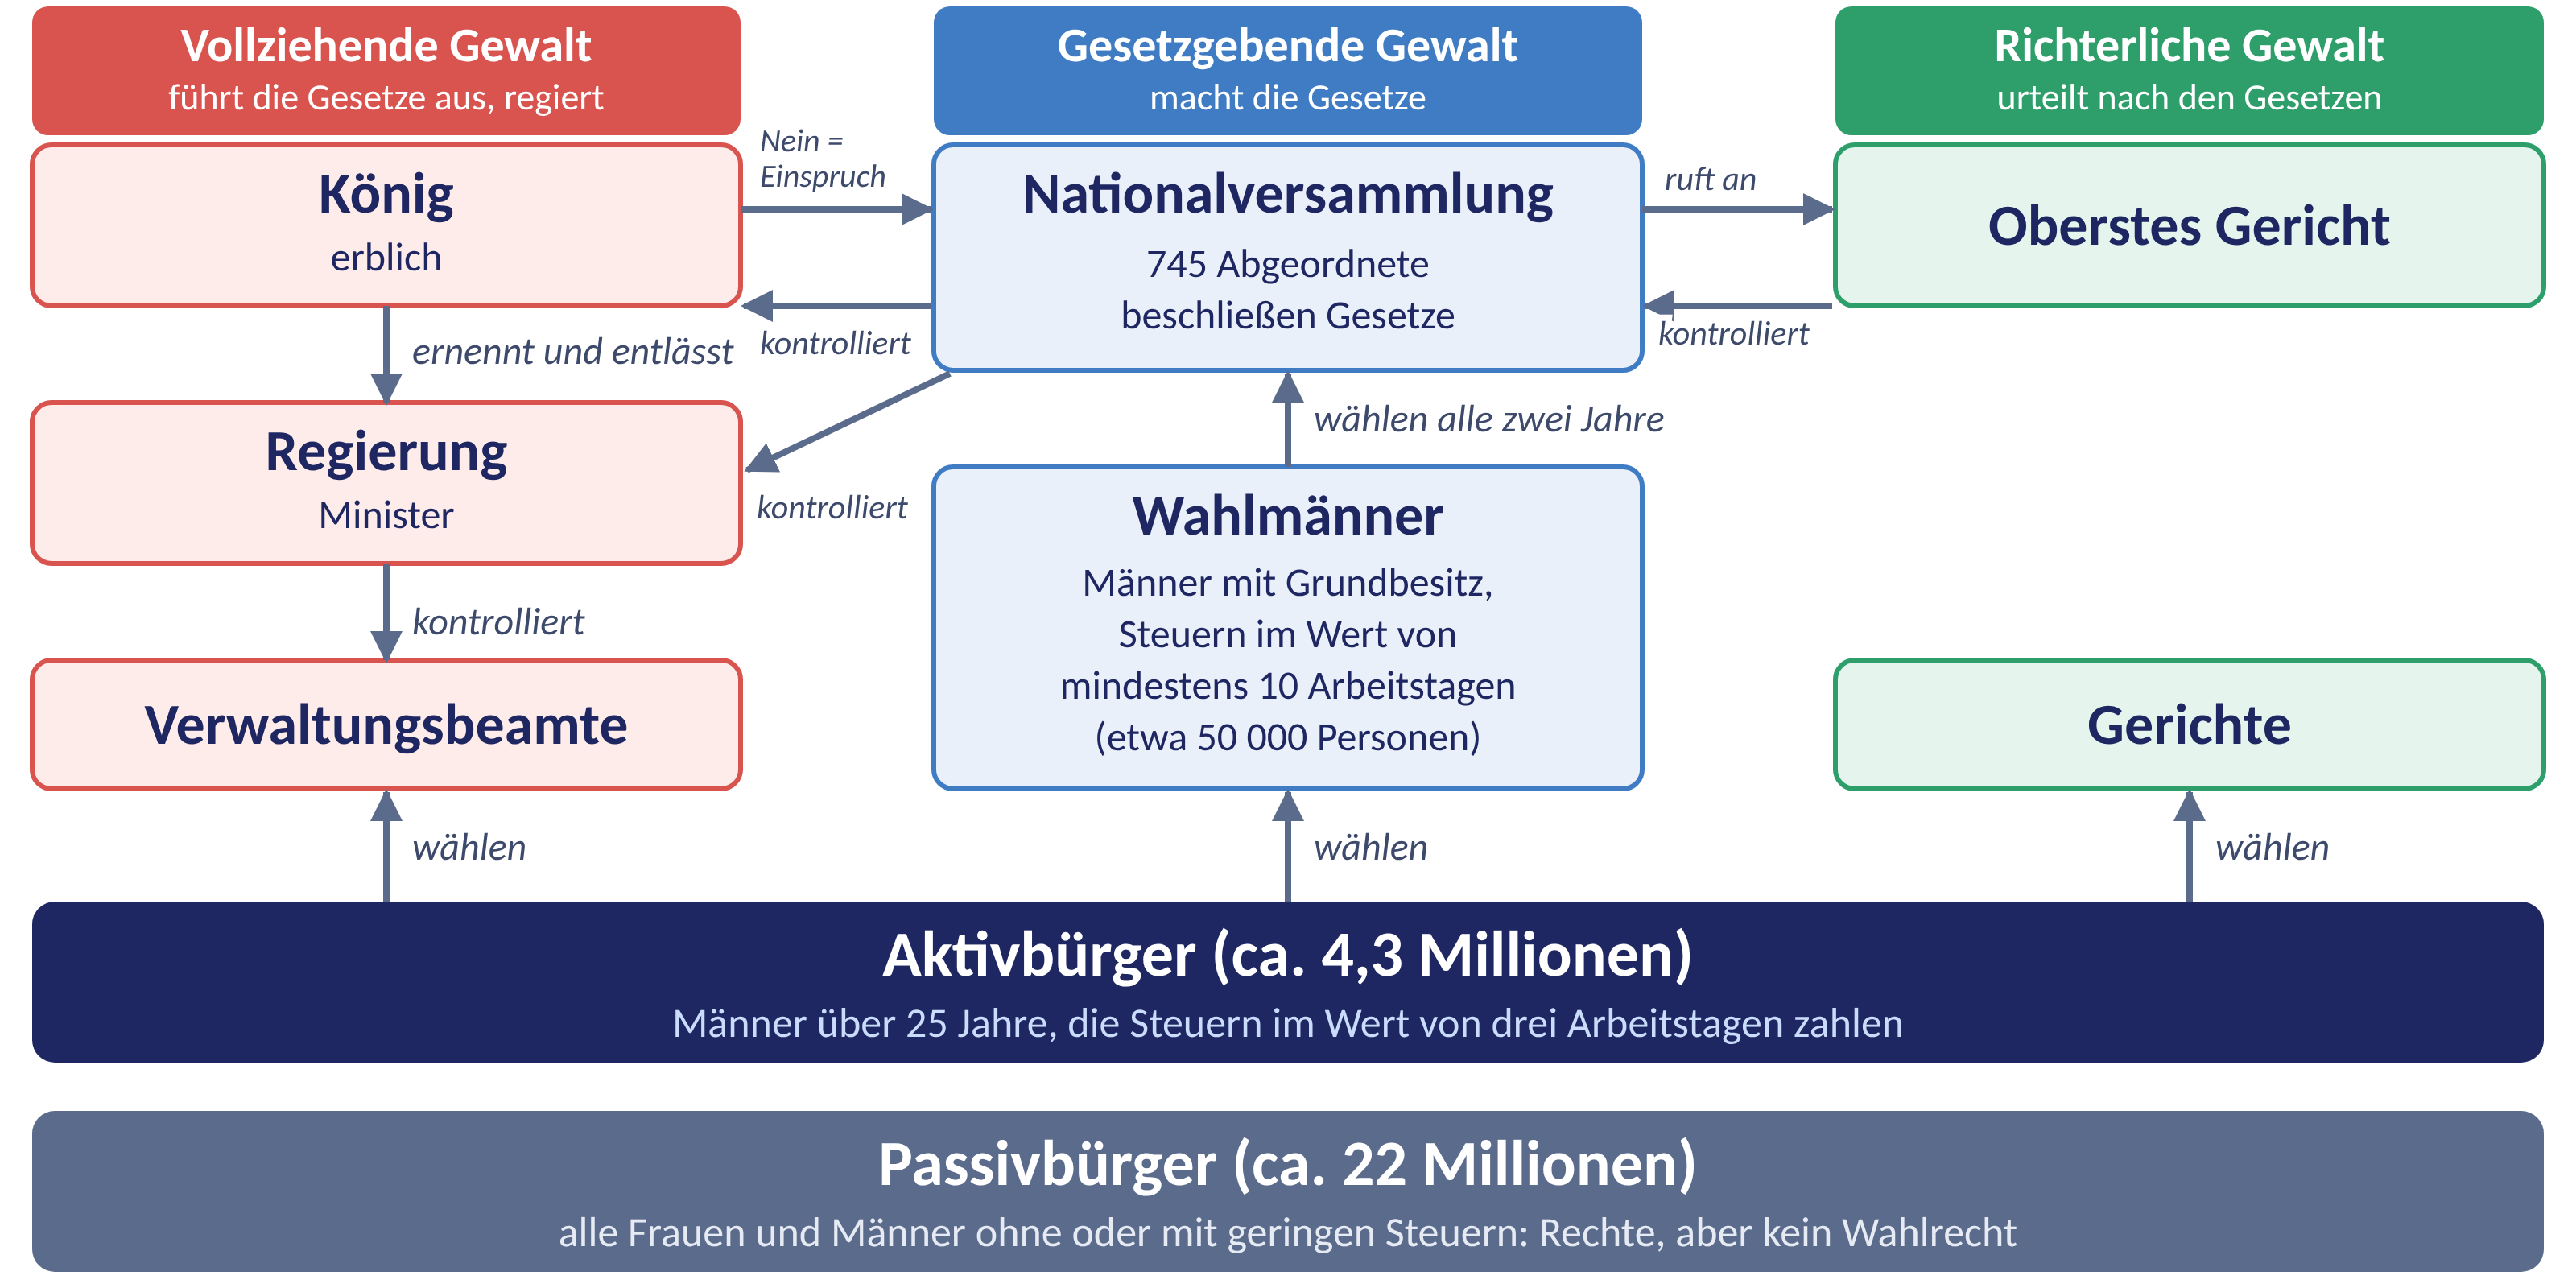 Vollziehende Gewalt
führt die Gesetze aus, regiert
Gesetzgebende Gewalt
macht die Gesetze
Richterliche Gewalt
urteilt nach den Gesetzen
König
erblich
Nein =
Einspruch
Nationalversammlung
745 Abgeordnete
beschließen Gesetze
ruft an
Oberstes Gericht
kontrolliert
kontrolliert
ernennt und entlässt
Regierung
Minister
kontrolliert
wählen alle zwei Jahre
Wahlmänner
Männer mit Grundbesitz,
Steuern im Wert von
mindestens 10 Arbeitstagen
(etwa 50 000 Personen)
kontrolliert
Verwaltungsbeamte
Gerichte
wählen
wählen
wählen
Aktivbürger (ca. 4,3 Millionen)
Männer über 25 Jahre, die Steuern im Wert von drei Arbeitstagen zahlen
Passivbürger (ca. 22 Millionen)
alle Frauen und Männer ohne oder mit geringen Steuern: Rechte, aber kein Wahlrecht